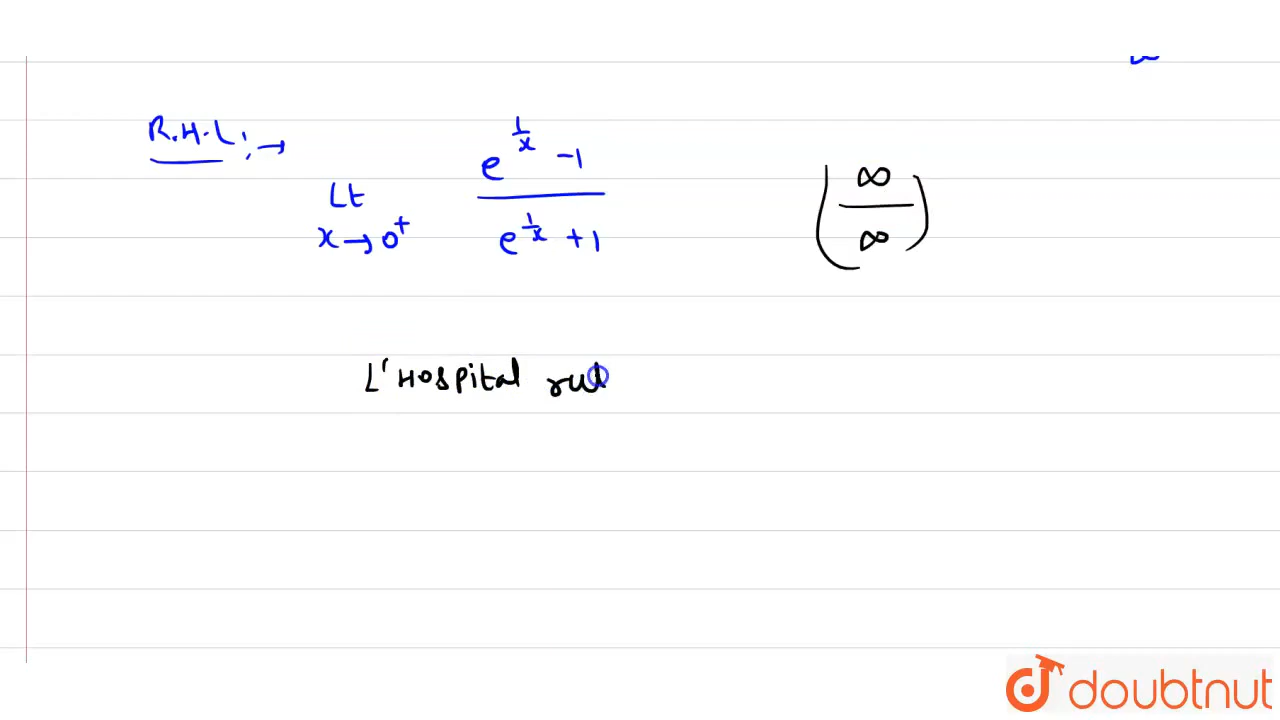 R.H.L :→
Lt x→0⁺ (e^(1/x) -1)/(e^(1/x) +1) (∞/∞)
L'Hospital rul
doubtnut